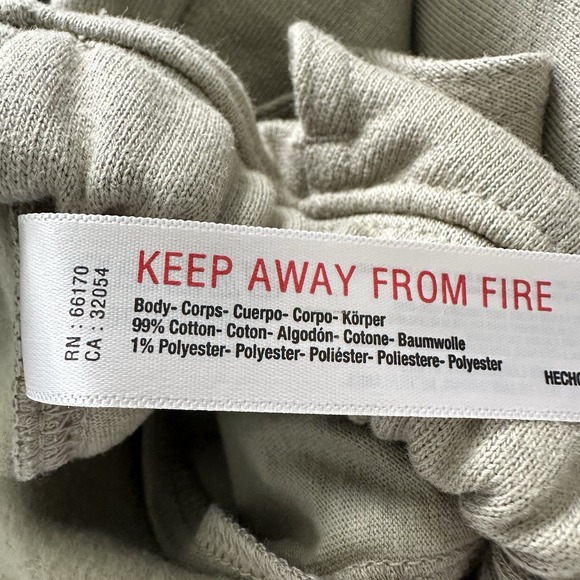 RN : 66170
CA : 32054
KEEP AWAY FROM FIRE
Body- Corps- Cuerpo- Corpo- Körper
99% Cotton- Coton- Algodón- Cotone- Baumwolle
1% Polyester- Polyester- Poliéster- Poliestere- Polyester
HECHO